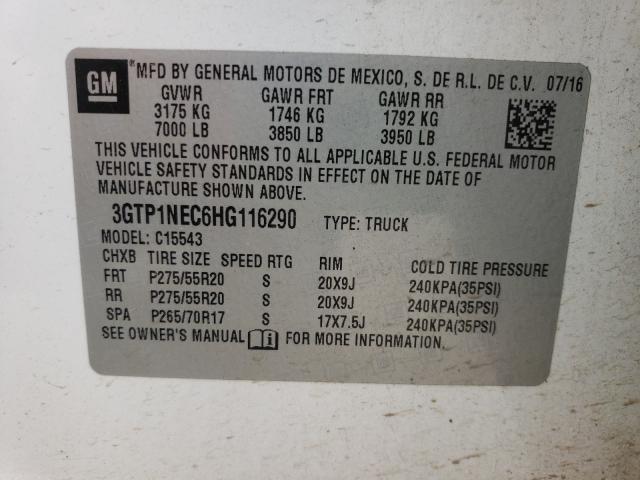 GM ® MFD BY GENERAL MOTORS DE MEXICO, S. DE R.L. DE C.V. 07/16
GVWR GAWR FRT GAWR RR
3175 KG 1746 KG 1792 KG
7000 LB 3850 LB 3950 LB
THIS VEHICLE CONFORMS TO ALL APPLICABLE U.S. FEDERAL MOTOR
VEHICLE SAFETY STANDARDS IN EFFECT ON THE DATE OF
MANUFACTURE SHOWN ABOVE.
3GTP1NEC6HG116290 TYPE: TRUCK
MODEL: C15543
CHXB TIRE SIZE SPEED RTG RIM COLD TIRE PRESSURE
FRT P275/55R20 S 20X9J 240KPA(35PSI)
RR P275/55R20 S 20X9J 240KPA(35PSI)
SPA P265/70R17 S 17X7.5J 240KPA(35PSI)
SEE OWNER'S MANUAL i FOR MORE INFORMATION.